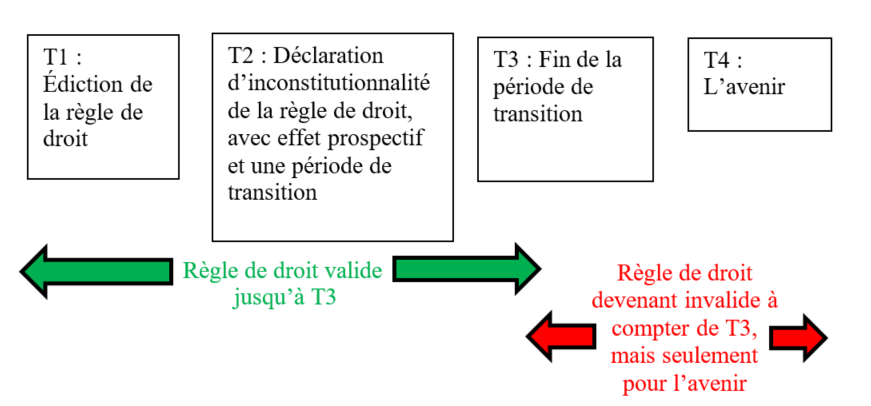 T1 :
Édiction de
la règle de
droit
T2 : Déclaration
d’inconstitutionnalité
de la règle de droit,
avec effet prospectif
et une période de
transition
T3 : Fin de la
période de
transition
T4 :
L’avenir
Règle de droit valide
jusqu’à T3
Règle de droit
devenant invalide à
compter de T3,
mais seulement
pour l’avenir